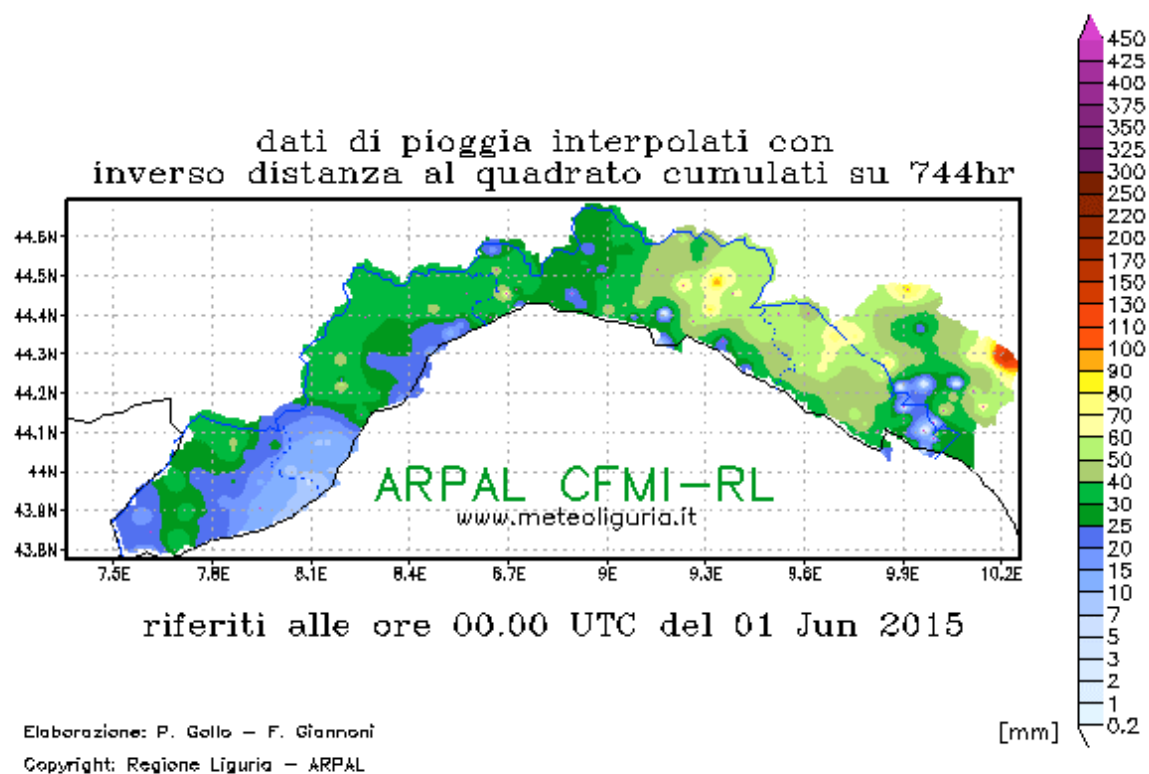 dati di pioggia interpolati con
inverso distanza al quadrato cumulati su 744hr
44.6N
44.5N
44.4N
44.3N
44.2N
44.1N
44N
43.9N
43.8N
7.5E 7.8E 8.1E 8.4E 8.7E 9E 9.3E 9.6E 9.9E 10.2E
ARPAL CFMI-RL
www.meteoliguria.it
riferiti alle ore 00.00 UTC del 01 Jun 2015
450
425
400
375
350
325
300
250
220
200
170
150
130
110
100
90
80
70
60
50
40
30
25
20
15
10
7
5
3
2
1
0.2
[mm]
Elaborazione: P. Gollo - F. Giannoni
Copyright: Regione Liguria - ARPAL